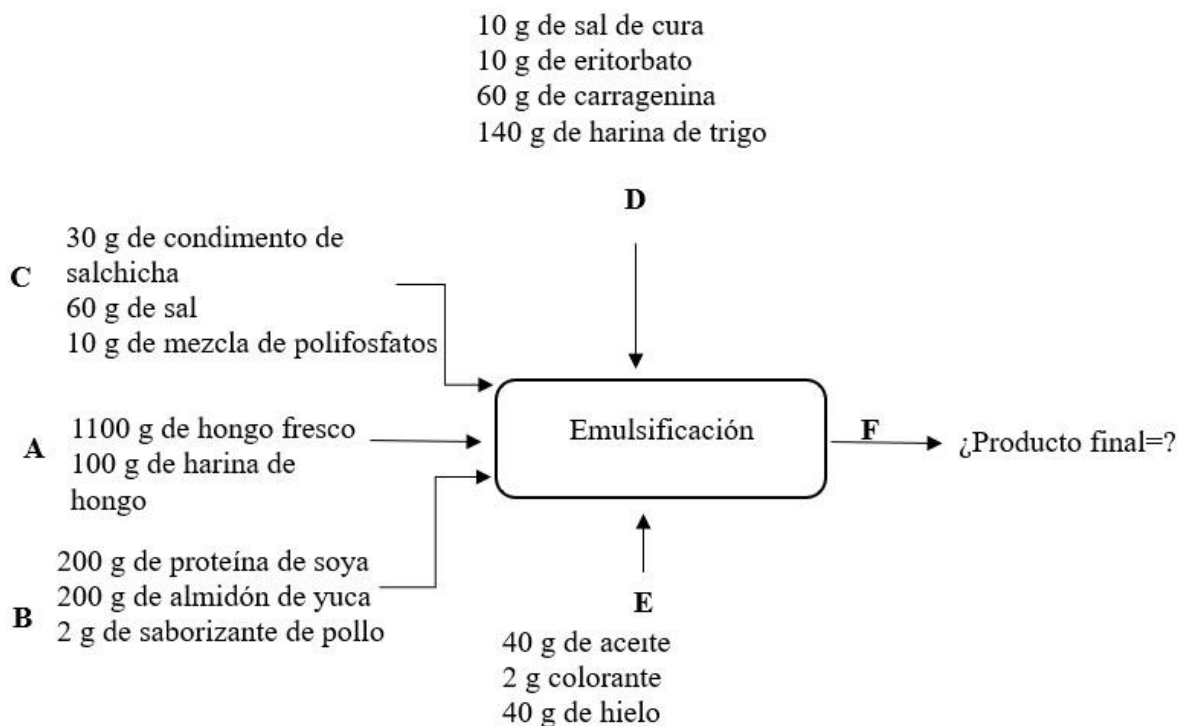 10 g de sal de cura
10 g de eritorbato
60 g de carragenina
140 g de harina de trigo
D
30 g de condimento de
salchicha
C
60 g de sal
10 g de mezcla de polifosfatos
1100 g de hongo fresco
A
100 g de harina de
hongo
Emulsificación
F
¿Producto final=?
200 g de proteína de soya
200 g de almidón de yuca
B
2 g de saborizante de pollo
E
40 g de aceite
2 g colorante
40 g de hielo